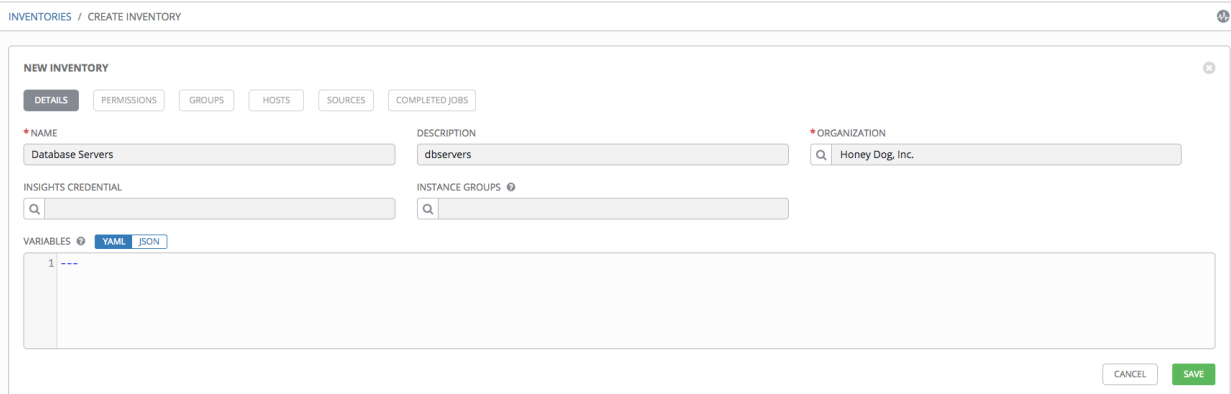 INVENTORIES / CREATE INVENTORY
NEW INVENTORY
DETAILS PERMISSIONS GROUPS HOSTS SOURCES COMPLETED JOBS
* NAME DESCRIPTION * ORGANIZATION
Database Servers dbservers Honey Dog, Inc.
INSIGHTS CREDENTIAL INSTANCE GROUPS ?
VARIABLES ? YAML JSON
1 ---
CANCEL SAVE